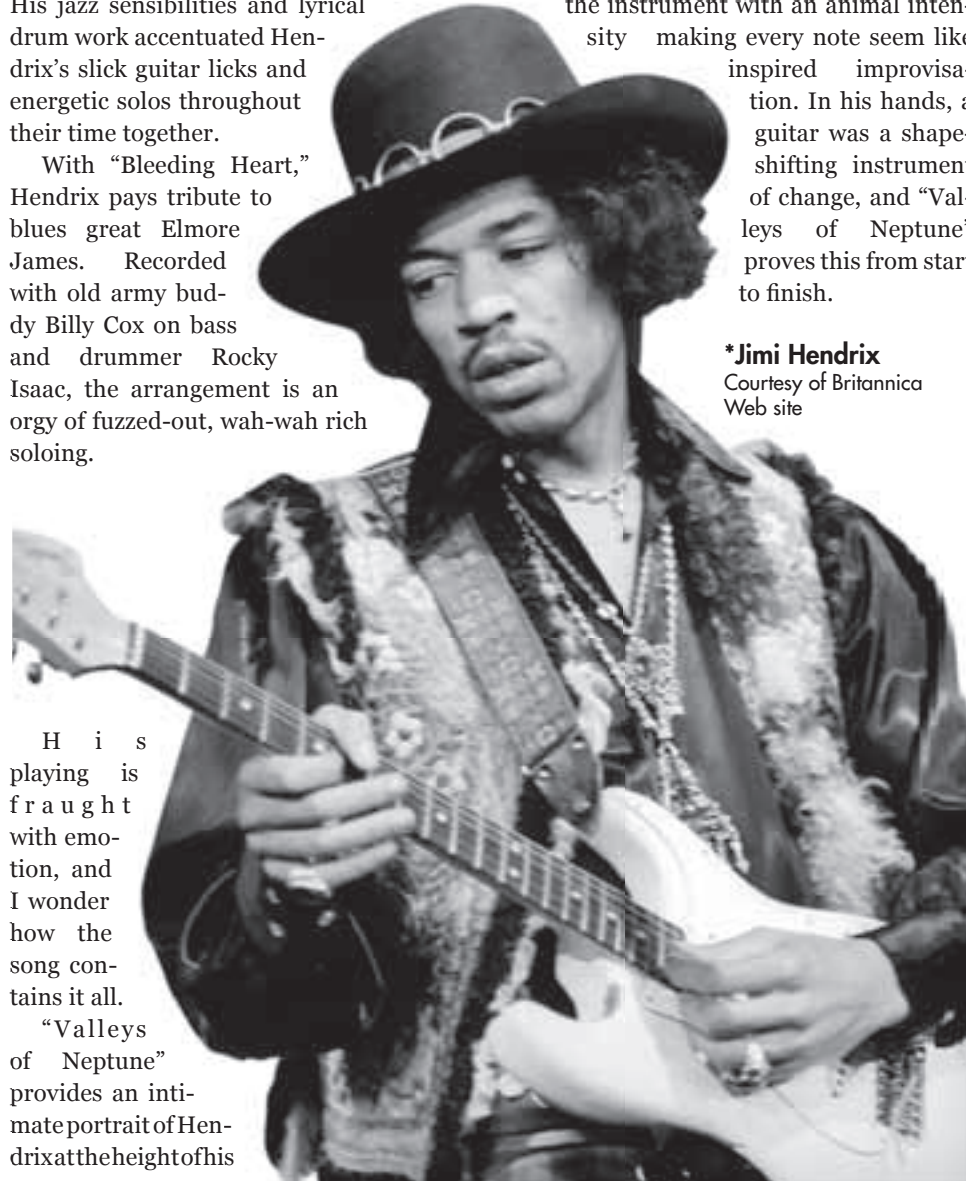 His jazz sensibilities and lyrical
drum work accentuated Hen-
drix's slick guitar licks and
energetic solos throughout
their time together.
With “Bleeding Heart,”
Hendrix pays tribute to
blues great Elmore
James. Recorded
with old army bud-
dy Billy Cox on bass
and drummer Rocky
Isaac, the arrangement is an
orgy of fuzzed-out, wah-wah rich
soloing.
His
playing is
fraught
with emo-
tion, and
I wonder
how the
song con-
tains it all.
“Valleys
of Neptune”
provides an inti-
mate portrait of Hen-
drix at the height of his
the instrument with an animal inten-
sity making every note seem like
inspired improvisa-
tion. In his hands, a
guitar was a shape-
shifting instrument
of change, and “Val-
leys of Neptune”
proves this from start
to finish.
*Jimi Hendrix
Courtesy of Britannica
Web site